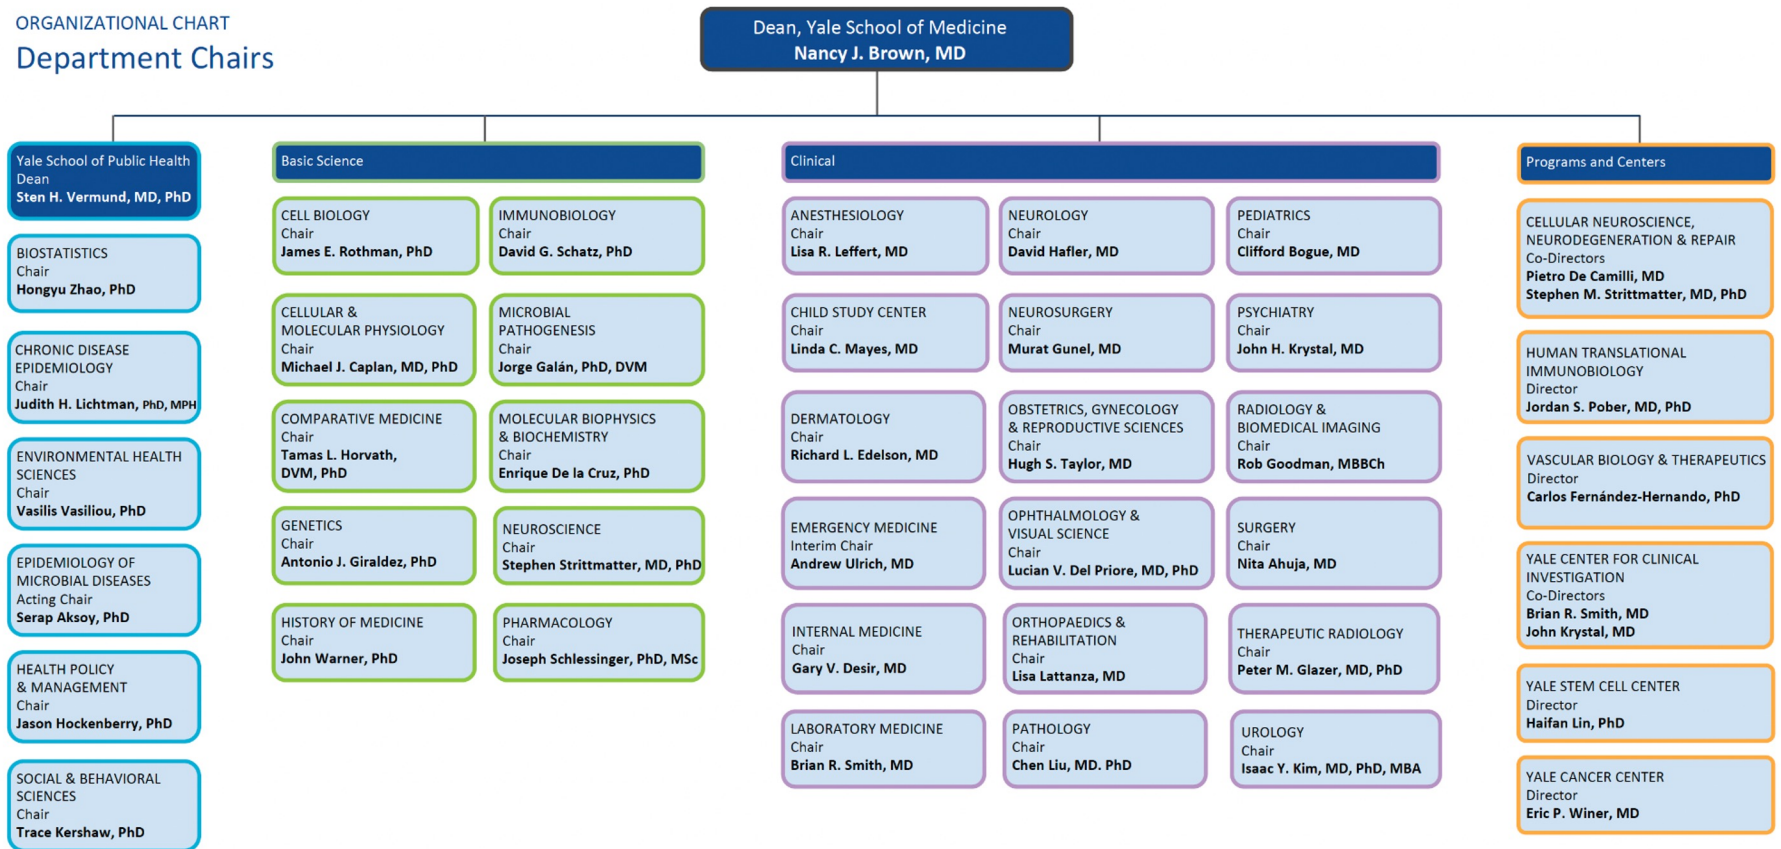 ORGANIZATIONAL CHART
Department Chairs
Dean, Yale School of Medicine
Nancy J. Brown, MD
Yale School of Public Health
Dean
Sten H. Vermund, MD, PhD
BIOSTATISTICS
Chair
Hongyu Zhao, PhD
CHRONIC DISEASE
EPIDEMIOLOGY
Chair
Judith H. Lichtman, PhD, MPH
ENVIRONMENTAL HEALTH
SCIENCES
Chair
Vasilis Vasiliou, PhD
EPIDEMIOLOGY OF
MICROBIAL DISEASES
Acting Chair
Serap Aksoy, PhD
HEALTH POLICY
& MANAGEMENT
Chair
Jason Hockenberry, PhD
SOCIAL & BEHAVIORAL
SCIENCES
Chair
Trace Kershaw, PhD
Basic Science
CELL BIOLOGY
Chair
James E. Rothman, PhD
CELLULAR &
MOLECULAR PHYSIOLOGY
Chair
Michael J. Caplan, MD, PhD
COMPARATIVE MEDICINE
Chair
Tamas L. Horvath,
DVM, PhD
GENETICS
Chair
Antonio J. Giraldez, PhD
HISTORY OF MEDICINE
Chair
John Warner, PhD
IMMUNOBIOLOGY
Chair
David G. Schatz, PhD
MICROBIAL
PATHOGENESIS
Chair
Jorge Galán, PhD, DVM
MOLECULAR BIOPHYSICS
& BIOCHEMISTRY
Chair
Enrique De la Cruz, PhD
NEUROSCIENCE
Chair
Stephen Strittmatter, MD, PhD
PHARMACOLOGY
Chair
Joseph Schlessinger, PhD, MSc
Clinical
ANESTHESIOLOGY
Chair
Lisa R. Leffert, MD
CHILD STUDY CENTER
Chair
Linda C. Mayes, MD
DERMATOLOGY
Chair
Richard L. Edelson, MD
EMERGENCY MEDICINE
Interim Chair
Andrew Ulrich, MD
INTERNAL MEDICINE
Chair
Gary V. Desir, MD
LABORATORY MEDICINE
Chair
Brian R. Smith, MD
NEUROLOGY
Chair
David Hafler, MD
NEUROSURGERY
Chair
Murat Gunel, MD
OBSTETRICS, GYNECOLOGY
& REPRODUCTIVE SCIENCES
Chair
Hugh S. Taylor, MD
OPHTHALMOLOGY &
VISUAL SCIENCE
Chair
Lucian V. Del Priore, MD, PhD
ORTHOPAEDICS &
REHABILITATION
Chair
Lisa Lattanza, MD
PATHOLOGY
Chair
Chen Liu, MD. PhD
PEDIATRICS
Chair
Clifford Bogue, MD
PSYCHIATRY
Chair
John H. Krystal, MD
RADIOLOGY &
BIOMEDICAL IMAGING
Chair
Rob Goodman, MBBCh
SURGERY
Chair
Nita Ahuja, MD
THERAPEUTIC RADIOLOGY
Chair
Peter M. Glazer, MD, PhD
UROLOGY
Chair
Isaac Y. Kim, MD, PhD, MBA
Programs and Centers
CELLULAR NEUROSCIENCE,
NEURODEGENERATION & REPAIR
Co-Directors
Pietro De Camilli, MD
Stephen M. Strittmatter, MD, PhD
HUMAN TRANSLATIONAL
IMMUNOBIOLOGY
Director
Jordan S. Pober, MD, PhD
VASCULAR BIOLOGY & THERAPEUTICS
Director
Carlos Fernández-Hernando, PhD
YALE CENTER FOR CLINICAL
INVESTIGATION
Co-Directors
Brian R. Smith, MD
John Krystal, MD
YALE STEM CELL CENTER
Director
Haifan Lin, PhD
YALE CANCER CENTER
Director
Eric P. Winer, MD